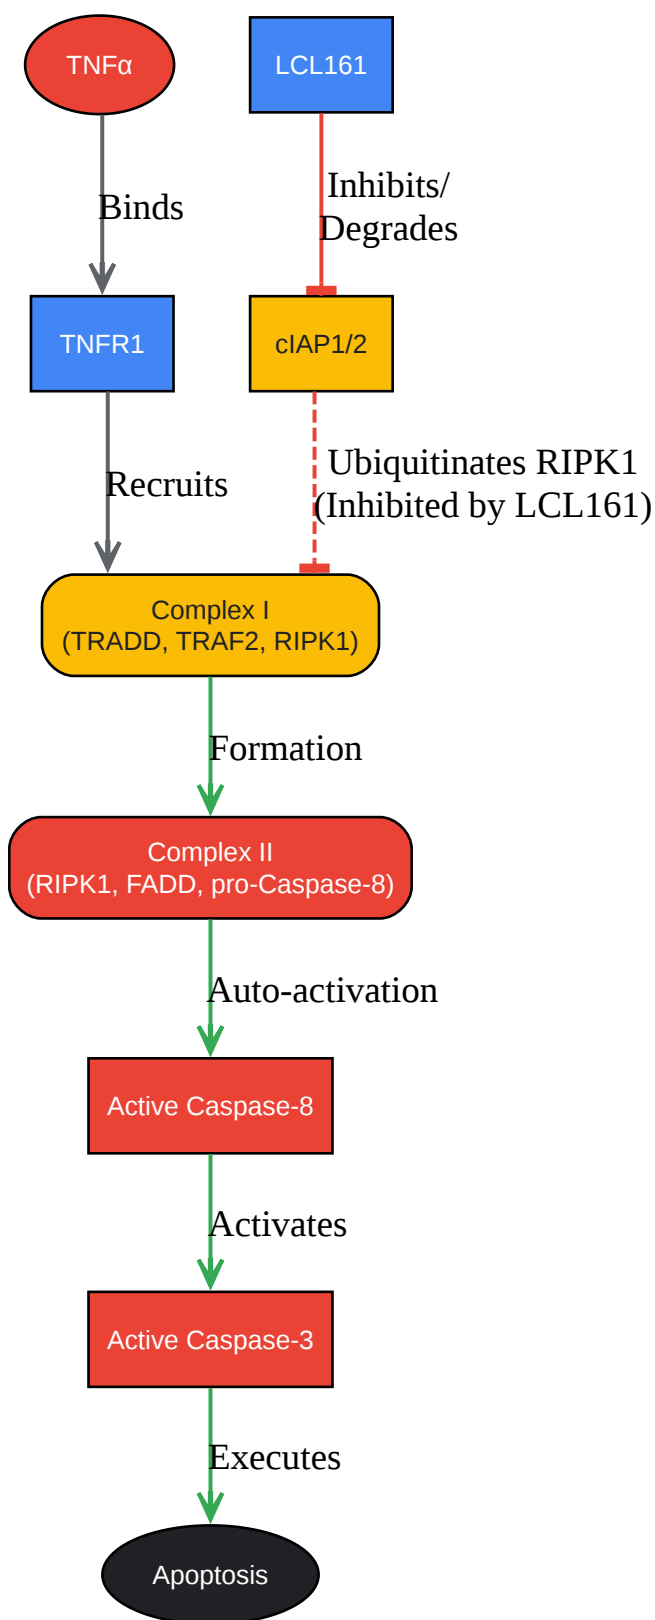 TNFα
LCL161
Binds
Inhibits/
Degrades
TNFR1
cIAP1/2
Recruits
Ubiquitinates RIPK1
(Inhibited by LCL161)
Complex I
(TRADD, TRAF2, RIPK1)
Formation
Complex II
(RIPK1, FADD, pro-Caspase-8)
Auto-activation
Active Caspase-8
Activates
Active Caspase-3
Executes
Apoptosis